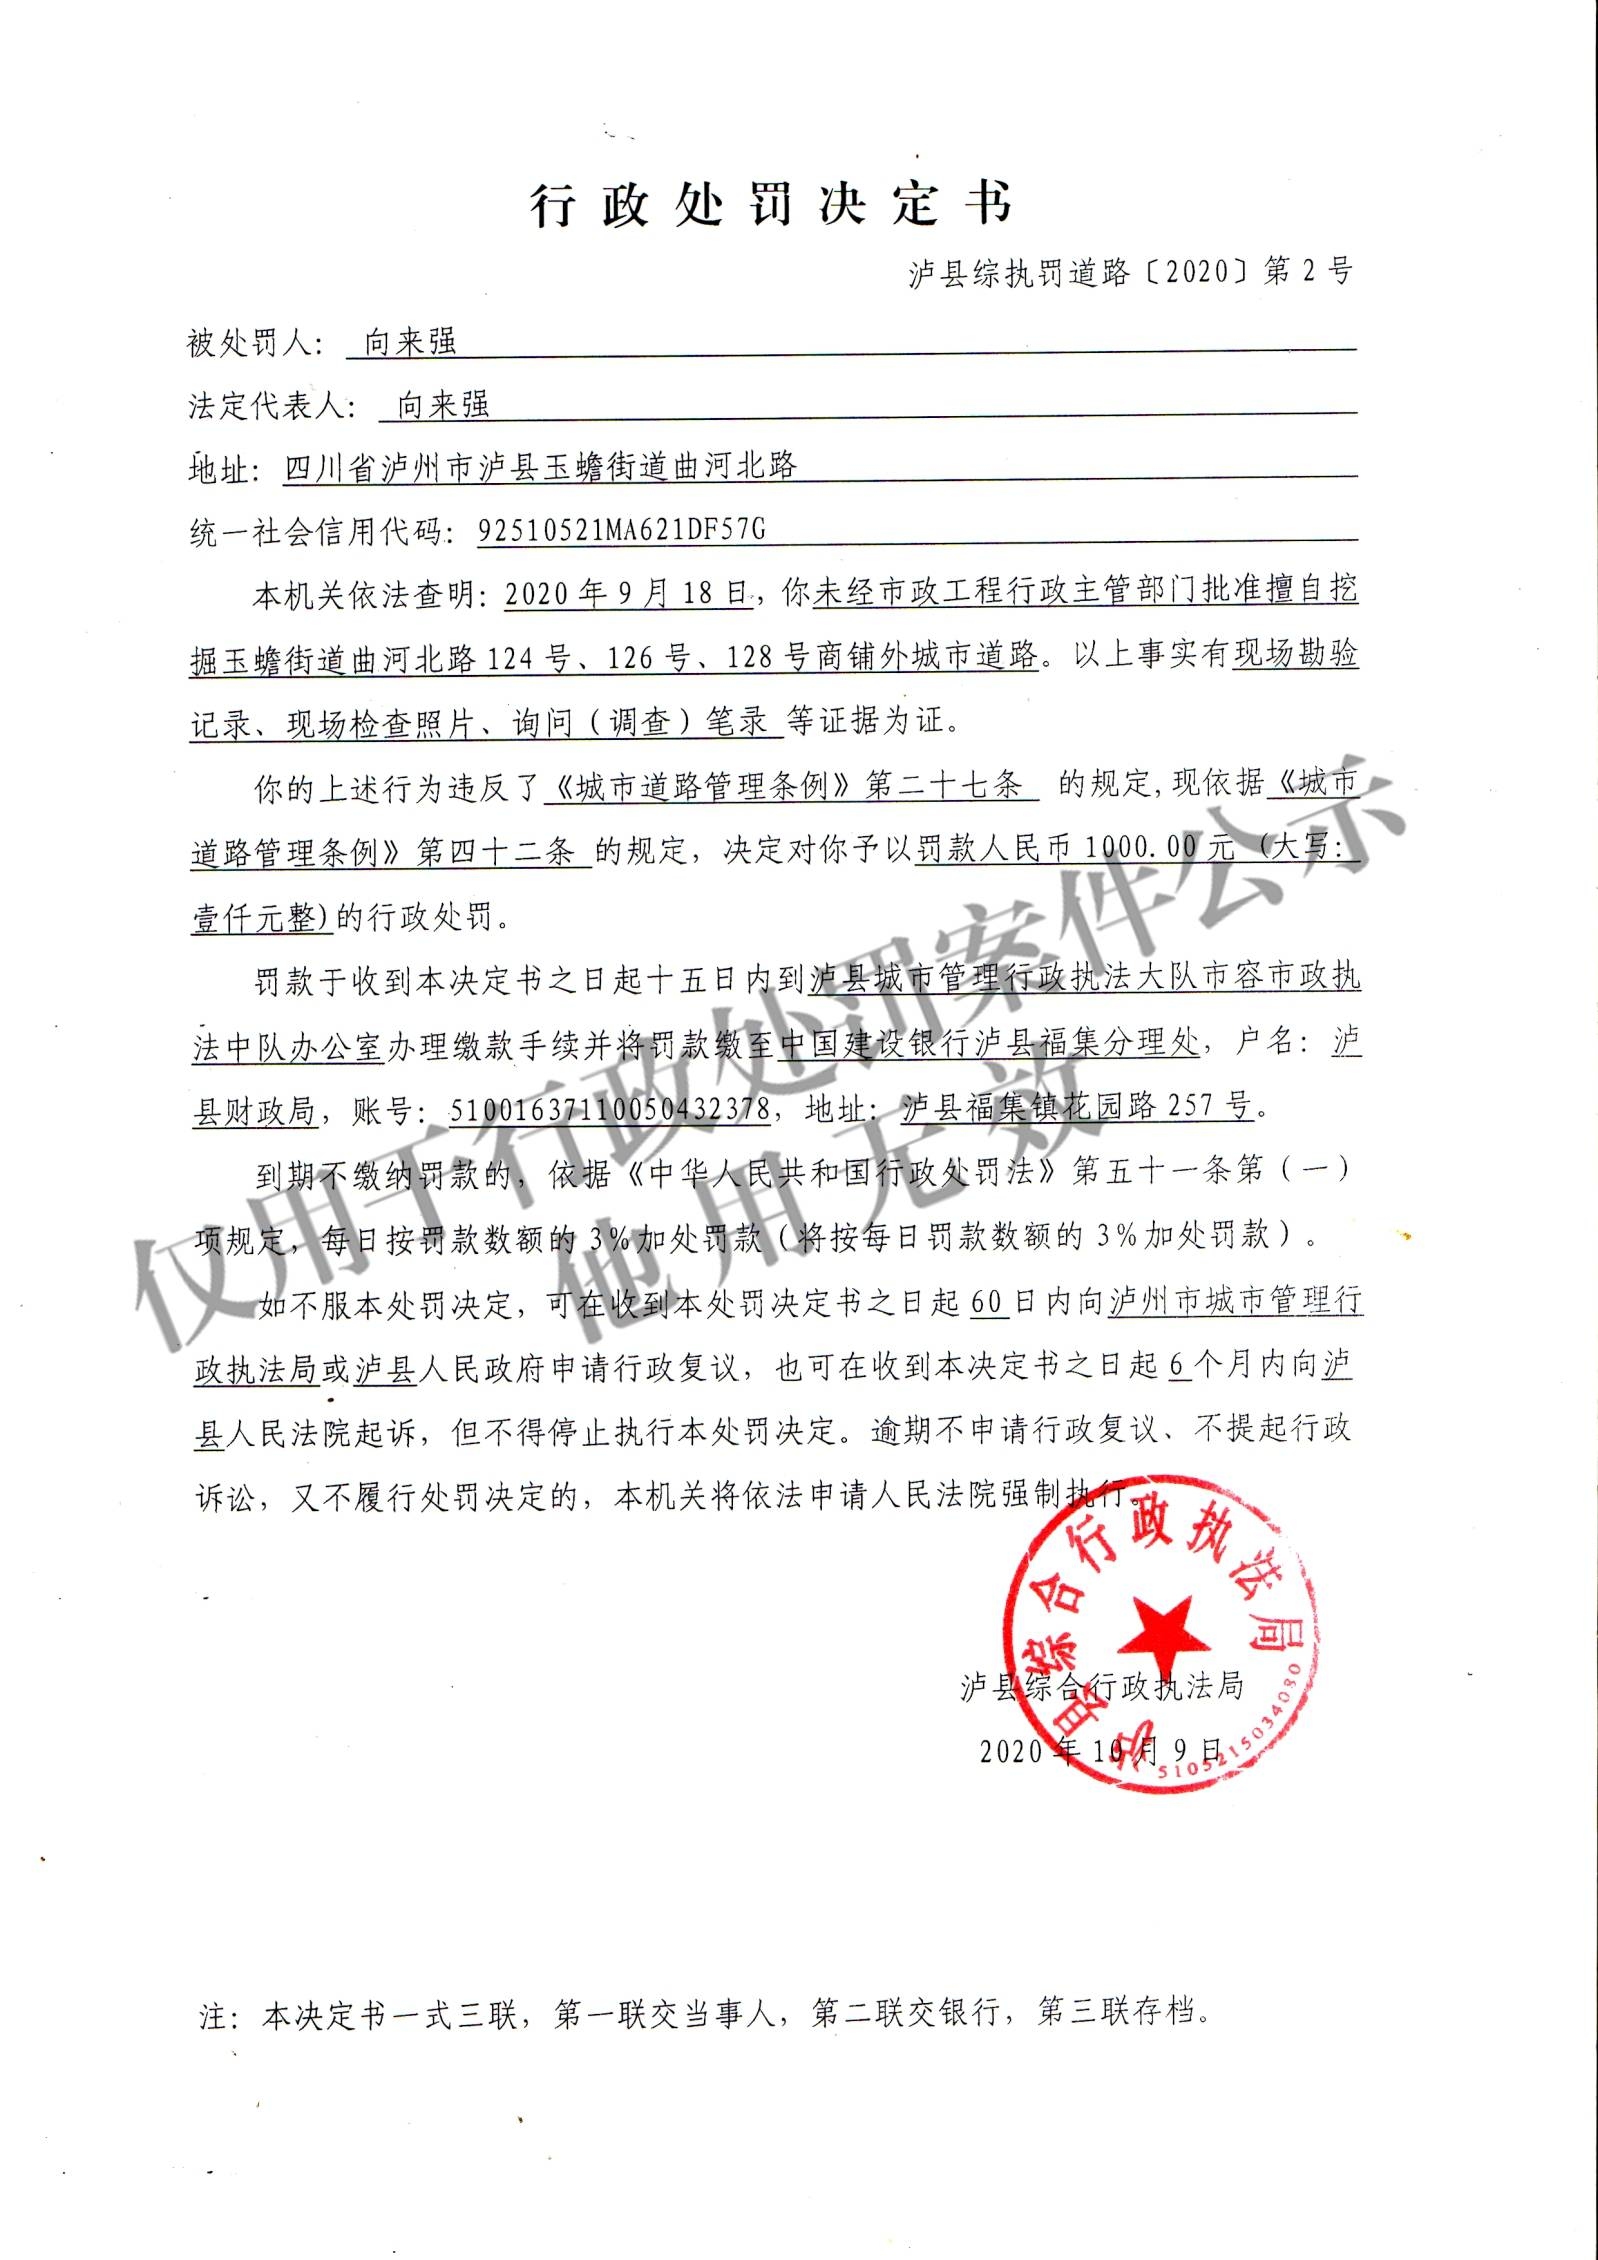 行政处罚决定书
泸县综执罚道路〔2020〕第2号
被处罚人：向来强
法定代表人：向来强
地址：四川省泸州市泸县玉蟾街道曲河北路
统一社会信用代码：92510521MA621DF57G
本机关依法查明：2020年9月18日，你未经市政工程行政主管部门批准擅自挖
掘玉蟾街道曲河北路124号、126号、128号商铺外城市道路。以上事实有现场勘验
记录、现场检查照片、询问（调查）笔录 等证据为证。
你的上述行为违反了《城市道路管理条例》第二十七条 的规定,现依据《城市
道路管理条例》第四十二条 的规定，决定对你予以罚款人民币1000.00元（大写：
壹仟元整)的行政处罚。
罚款于收到本决定书之日起十五日内到泸县城市管理行政执法大队市容市政执
法中队办公室办理缴款手续并将罚款缴至中国建设银行泸县福集分理处，户名：泸
县财政局，账号：51001637110050432378，地址：泸县福集镇花园路257号。
到期不缴纳罚款的，依据《中华人民共和国行政处罚法》第五十一条第（一）
项规定，每日按罚款数额的3%加处罚款（将按每日罚款数额的3%加处罚款）。
如不服本处罚决定，可在收到本处罚决定书之日起60日内向泸州市城市管理行
政执法局或泸县人民政府申请行政复议，也可在收到本决定书之日起6个月内向泸
县人民法院起诉，但不得停止执行本处罚决定。逾期不申请行政复议、不提起行政
诉讼，又不履行处罚决定的，本机关将依法申请人民法院强制执行。
泸县综合行政执法局
2020年10月9日
泸县综合行政执法局
5105215034080
注：本决定书一式三联，第一联交当事人，第二联交银行，第三联存档。
仅用于行政处罚案件公示
他用无效